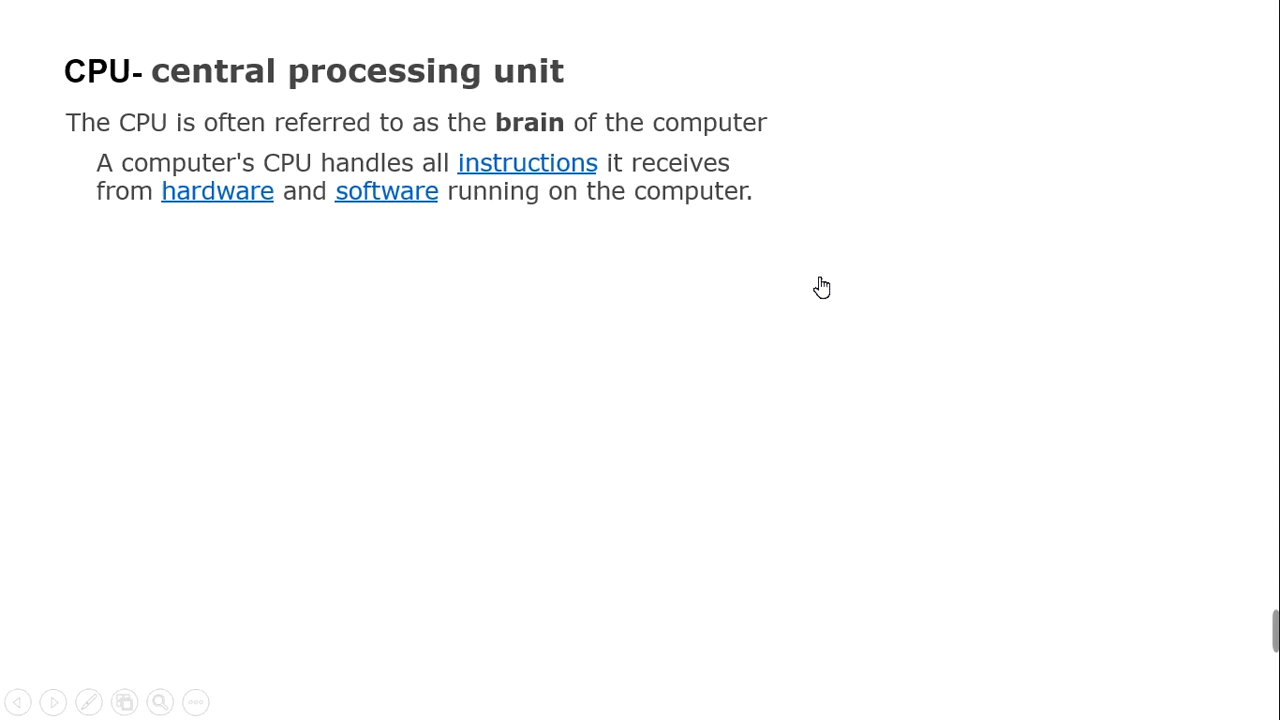 CPU- central processing unit
The CPU is often referred to as the brain of the computer
A computer's CPU handles all instructions it receives
from hardware and software running on the computer.